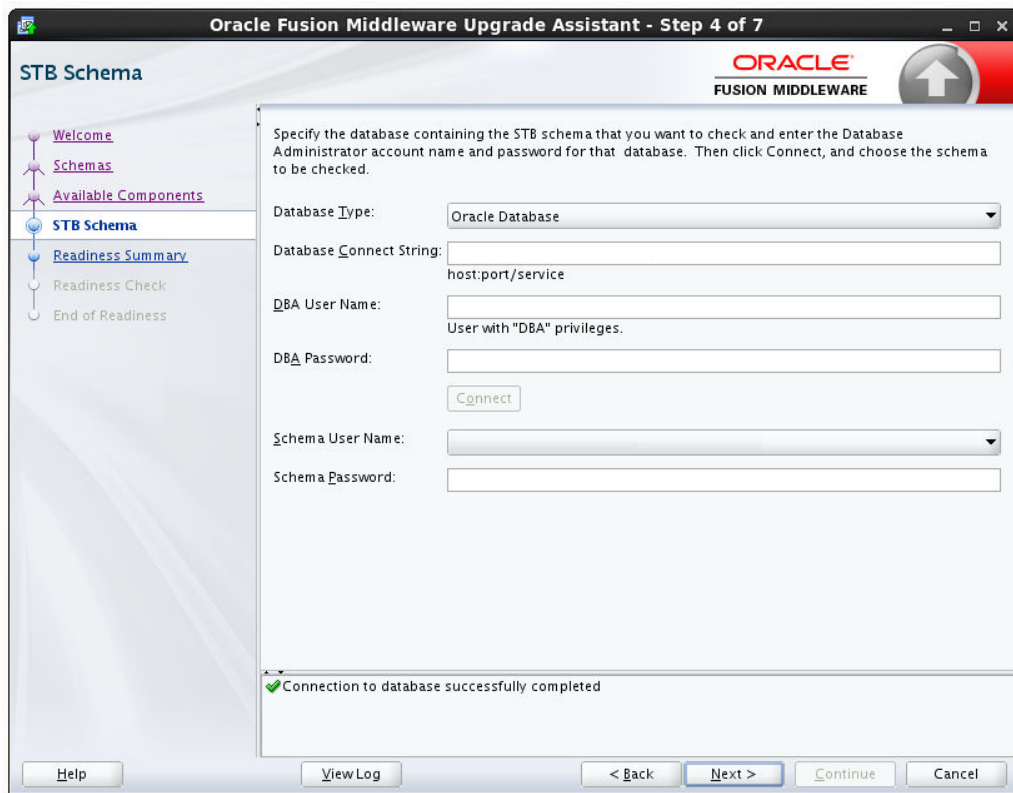 Oracle Fusion Middleware Upgrade Assistant - Step 4 of 7
STB Schema
ORACLE
FUSION MIDDLEWARE
Welcome
Schemas
Available Components
STB Schema
Readiness Summary
Readiness Check
End of Readiness
Specify the database containing the STB schema that you want to check and enter the Database
Administrator account name and password for that database. Then click Connect, and choose the schema
to be checked.
Database Type: Oracle Database
Database Connect String:
host:port/service
DBA User Name:
User with "DBA" privileges.
DBA Password:
Connect
Schema User Name:
Schema Password:
Connection to database successfully completed
Help View Log < Back Next > Continue Cancel